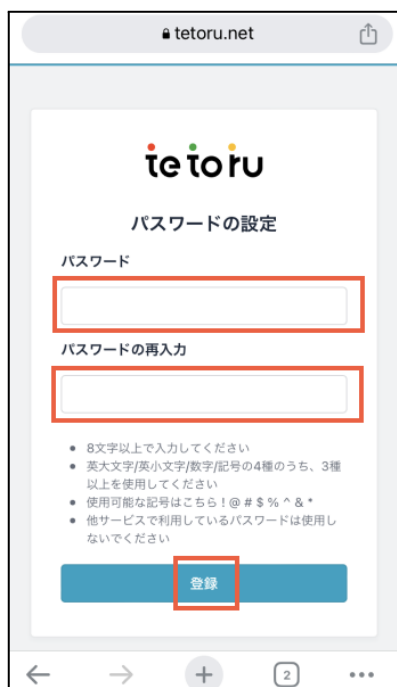 tetoru.net
tetoru
パスワードの設定
パスワード
パスワードの再入力
8文字以上で入力してください
英大文字/英小文字/数字/記号の4種のうち、3種
以上を使用してください
使用可能な記号はこちら ! @ # $ % ^ & *
他サービスで利用しているパスワードは使用し
ないでください
登録
2